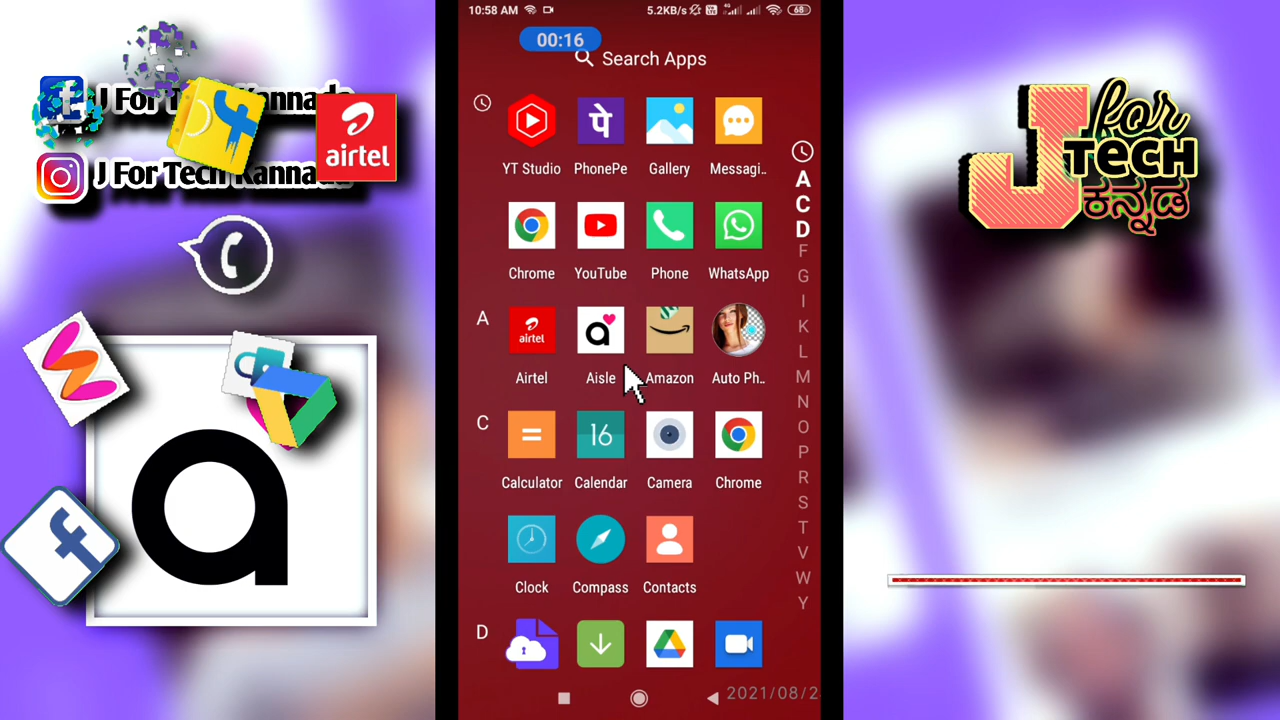 J For Tech Kannada
J For Tech Kannada
airtel
a
10:58 AM
5.2KB/s
68
00:16
Search Apps
YT Studio
PhonePe
Gallery
Messagi..
Chrome
YouTube
Phone
WhatsApp
A
airtel
a
Airtel
Aisle
Amazon
Auto Ph..
C
16
Calculator
Calendar
Camera
Chrome
Clock
Compass
Contacts
D
A
C
D
F
G
I
K
L
M
N
O
P
R
S
T
V
W
Y
2021/08/2
J for
TECH
ಕನ್ನಡ